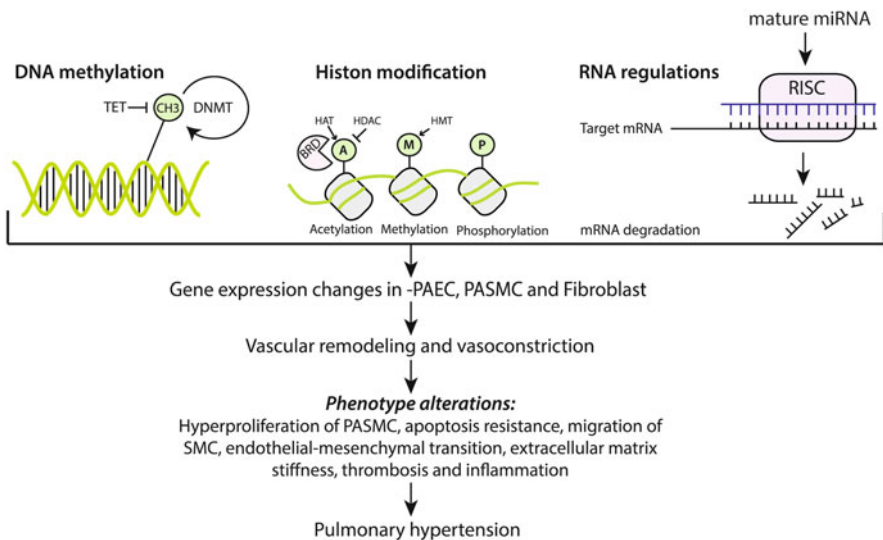 mature miRNA
DNA methylation
Histon modification
RNA regulations
RISC
TET
CH3
DNMT
HAT
HDAC
HMT
BRD
A
M
P
Target mRNA
Acetylation
Methylation
Phosphorylation
mRNA degradation
Gene expression changes in -PAEC, PASMC and Fibroblast
Vascular remodeling and vasoconstriction
Phenotype alterations:
Hyperproliferation of PASMC, apoptosis resistance, migration of
SMC, endothelial-mesenchymal transition, extracellular matrix
stiffness, thrombosis and inflammation
Pulmonary hypertension